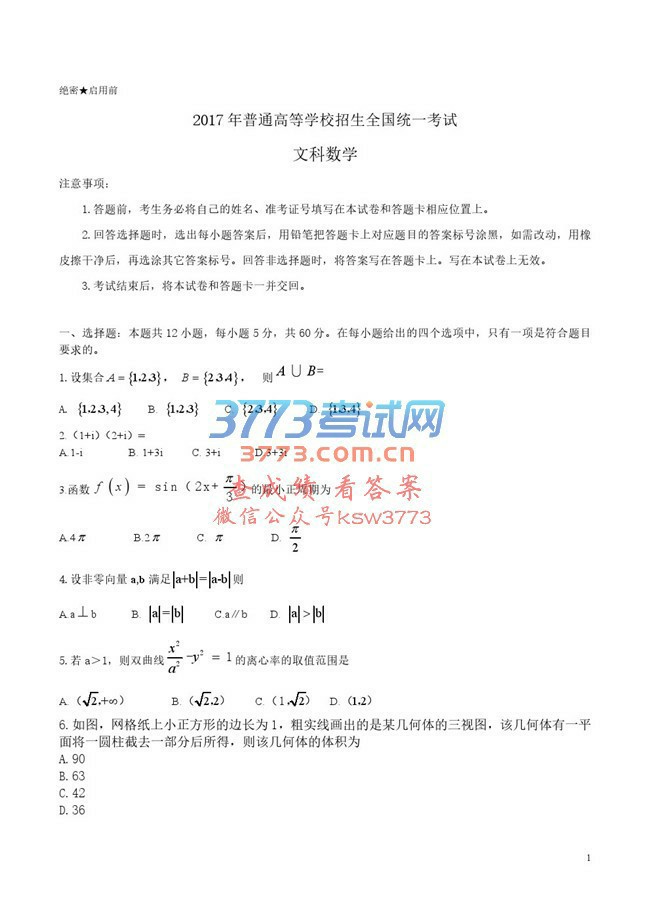 绝密★启用前
2017 年普通高等学校招生全国统一考试
文科数学
注意事项：
1.答题前，考生务必将自己的姓名、准考证号填写在本试卷和答题卡相应位置上。
2.回答选择题时，选出每小题答案后，用铅笔把答题卡上对应题目的答案标号涂黑，如需改动，用橡
皮擦干净后，再选涂其它答案标号。回答非选择题时，将答案写在答题卡上。写在本试卷上无效。
3.考试结束后，将本试卷和答题卡一并交回。
一、选择题：本题共 12 小题，每小题 5 分，共 60 分。在每小题给出的四个选项中，只有一项是符合题目
要求的。
1.设集合 A={1,2,3}， B={2,3,4}， 则 A ∪ B=
A. {1,2,3,4} B. {1,2,3} C. {2,3,4} D. {1,3,4}
3773考试网
2.（1+i）（2+i）=
www.3773.com.cn
A.1-i B. 1+3i C. 3+i D.3+3i
3.函数 f(x) = sin（2x+ π/3）的最小正周期为
查成绩 看答案
微信公众号ksw3773
A.4π B.2π C. π D. π/2
4.设非零向量 a,b 满足|a+b|=|a-b|则
A.a⊥b B. |a|=|b| C.a∥b D. |a|>|b|
5.若 a＞1，则双曲线 x²/a² -y² = 1 的离心率的取值范围是
A.（√2,+∞） B.（√2,2） C.（1,√2） D.（1,2）
6.如图，网格纸上小正方形的边长为 1，粗实线画出的是某几何体的三视图，该几何体有一平
面将一圆柱截去一部分后所得，则该几何体的体积为
A.90
B.63
C.42
D.36
1